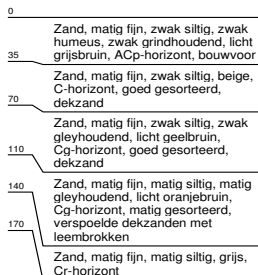 0
Zand, matig fijn, zwak siltig, zwak
humeus, zwak grindhoudend, licht
grijsbruin, ACp-horizont, bouwvoor
35
Zand, matig fijn, zwak siltig, beige,
C-horizont, goed gesorteerd,
dekzand
70
Zand, matig fijn, zwak siltig, zwak
gleyhoudend, licht geelbruin,
Cg-horizont, goed gesorteerd,
dekzand
110
Zand, matig fijn, matig siltig, matig
gleyhoudend, licht oranjebruin,
Cg-horizont, matig gesorteerd,
verspoelde dekzanden met
leembrokken
140
Zand, matig fijn, matig siltig, grijs,
Cr-horizont
170